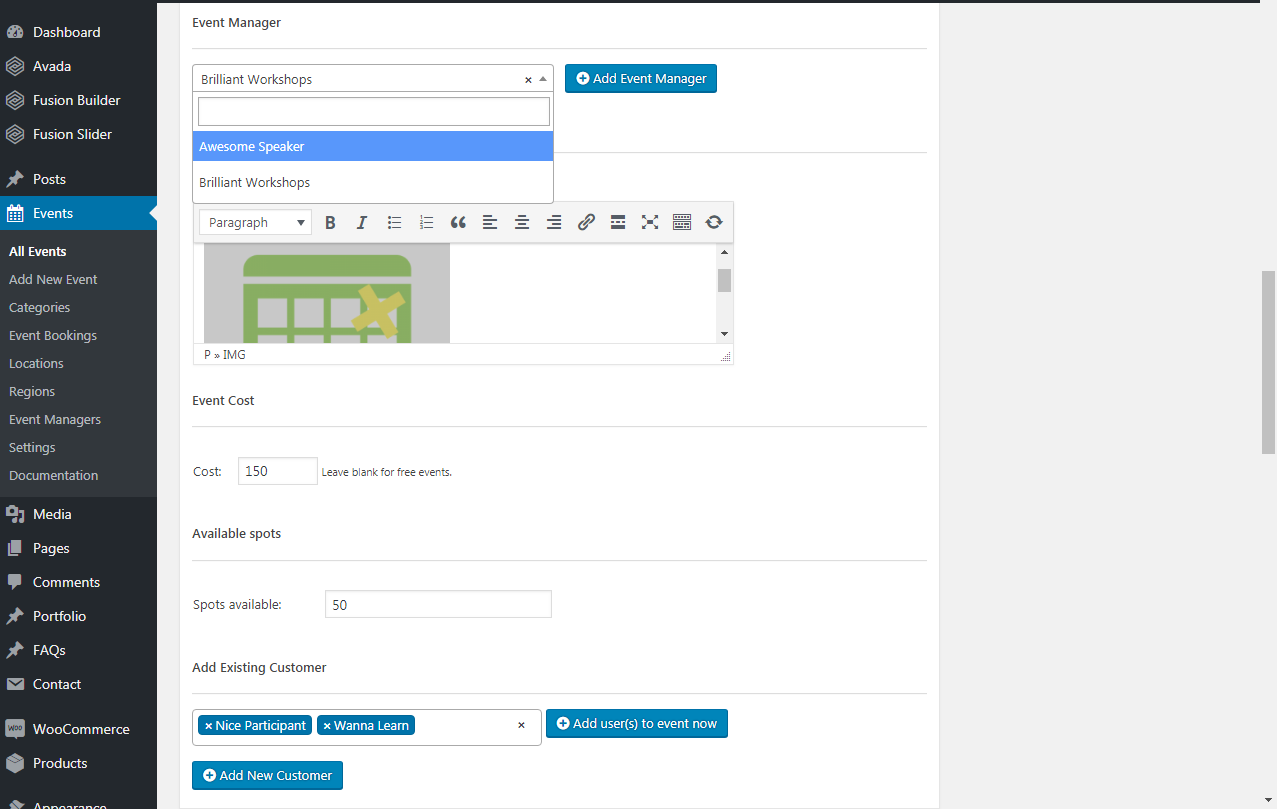 Dashboard
Avada
Fusion Builder
Fusion Slider
Posts
Events
All Events
Add New Event
Categories
Event Bookings
Locations
Regions
Event Managers
Settings
Documentation
Media
Pages
Comments
Portfolio
FAQs
Contact
WOO WooCommerce
Products
Appearance
Event Manager
Brilliant Workshops × Add Event Manager
Awesome Speaker
Brilliant Workshops
Paragraph B I
P » IMG
Event Cost
Cost: 150 Leave blank for free events.
Available spots
Spots available: 50
Add Existing Customer
× Nice Participant × Wanna Learn × Add user(s) to event now
Add New Customer